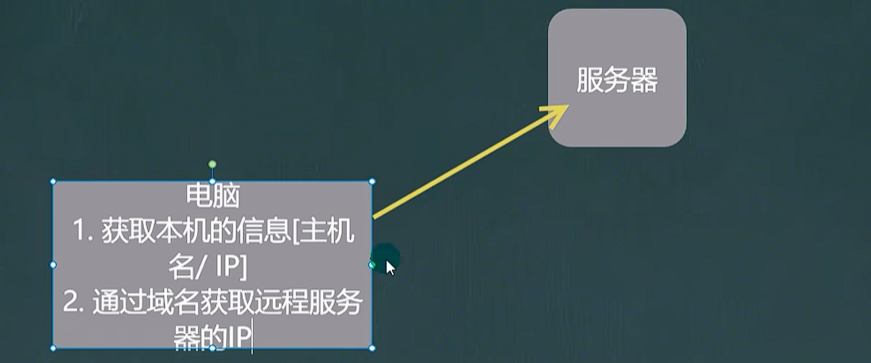 服务器
电脑
1. 获取本机的信息[主机
名/ IP]
2. 通过域名获取远程服务
器的IP